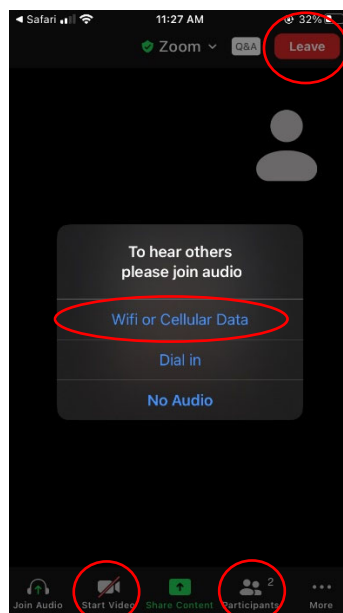 Safari 11:27 AM 32%
Zoom Q&A Leave
To hear others
please join audio
Wifi or Cellular Data
Dial in
No Audio
2
Join Audio Start Video Share Content Participants More